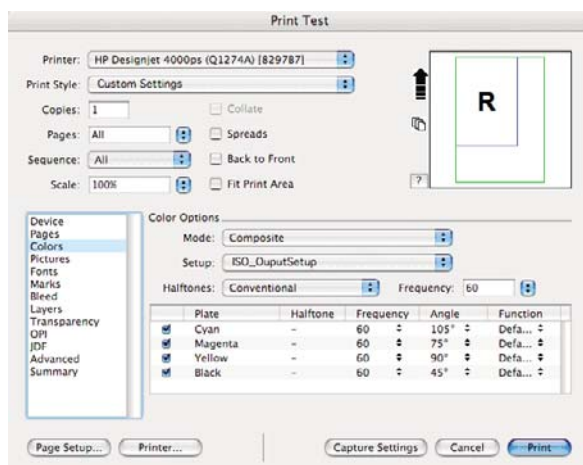 Print Test
Printer: HP Designjet 4000ps (Q1274A) [8297B7]
Print Style: Custom Settings
Copies: 1 Collate
Pages: All Spreads
Sequence: All Back to Front
Scale: 100% Fit Print Area
R
?
Device
Pages
Colors
Pictures
Fonts
Marks
Bleed
Layers
Transparency
OPI
JDF
Advanced
Summary
Color Options
Mode: Composite
Setup: ISO_OuputSetup
Halftones: Conventional Frequency: 60
Plate Halftone Frequency Angle Function
Cyan - 60 105° Defa...
Magenta - 60 75° Defa...
Yellow - 60 90° Defa...
Black - 60 45° Defa...
Page Setup... Printer... Capture Settings Cancel Print